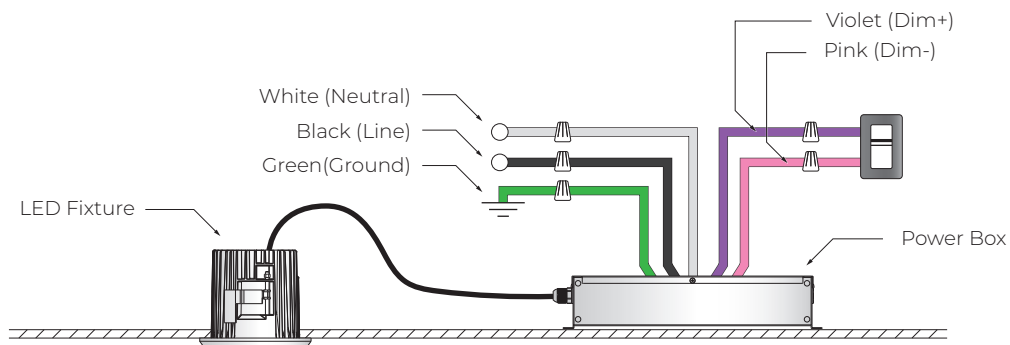 Violet (Dim+)
Pink (Dim-)
White (Neutral)
Black (Line)
Green(Ground)
LED Fixture
Power Box